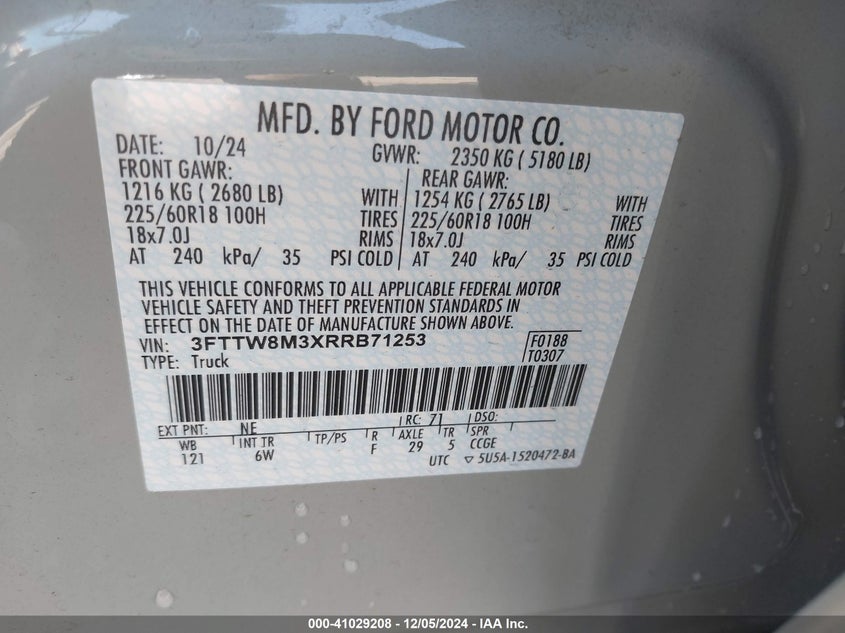 MFD. BY FORD MOTOR CO.
DATE: 10/24 GVWR: 2350 KG ( 5180 LB)
FRONT GAWR: REAR GAWR:
1216 KG ( 2680 LB) WITH 1254 KG ( 2765 LB) WITH
225/60R18 100H TIRES 225/60R18 100H TIRES
18x7.0J RIMS 18x7.0J RIMS
AT 240 kPa/ 35 PSI COLD AT 240 kPa/ 35 PSI COLD
THIS VEHICLE CONFORMS TO ALL APPLICABLE FEDERAL MOTOR
VEHICLE SAFETY AND THEFT PREVENTION STANDARDS IN
EFFECT ON THE DATE OF MANUFACTURE SHOWN ABOVE.
VIN: 3FTTW8M3XRRB71253 F0188
TYPE: Truck T0307
EXT PNT: NE RC: 71 DSO:
WB INT TR TP/PS R AXLE TR SPR
121 6W F 29 5 CCGE
UTC ▽ 5U5A-1520472-BA
000-41029208 - 12/05/2024 - IAA Inc.